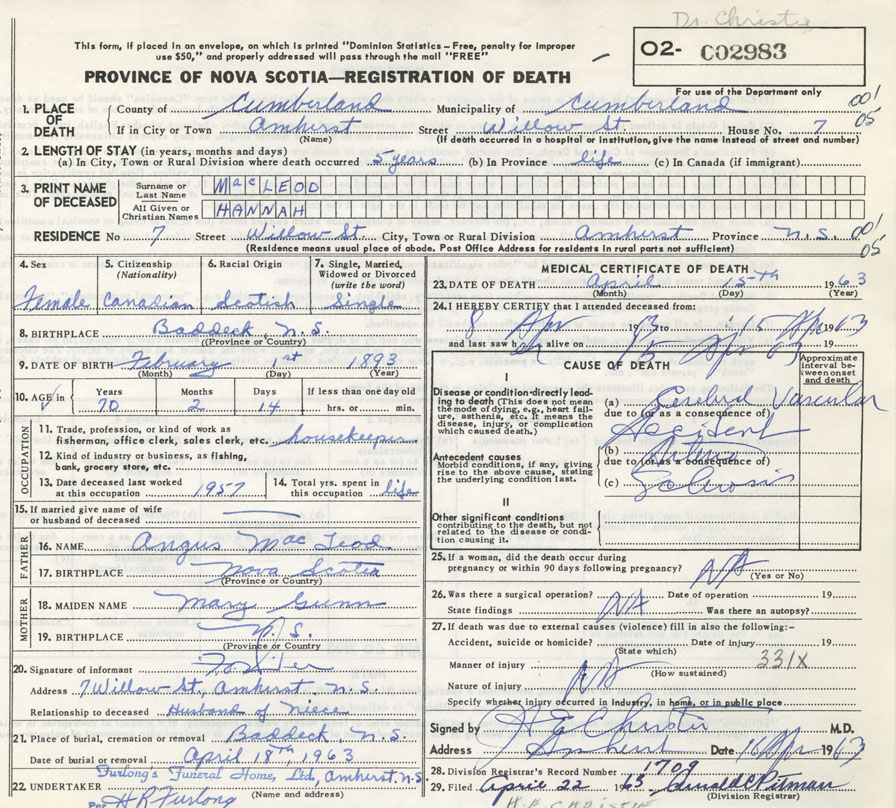 Dr. Christie
This form, if placed in an envelope, on which is printed "Dominion Statistics – Free, penalty for improper
use $50," and properly addressed will pass through the mail "FREE"
O2- C02983
PROVINCE OF NOVA SCOTIA—REGISTRATION OF DEATH
For use of the Department only
1. PLACE OF DEATH County of Cumberland Municipality of Cumberland 001
If in City or Town Amherst Street Willow St. House No. 7 05
(Name) (If death occurred in a hospital or institution, give the name instead of street and number)
2. LENGTH OF STAY (in years, months and days)
(a) In City, Town or Rural Division where death occurred 5 years (b) In Province life (c) In Canada (if immigrant)
3. PRINT NAME OF DECEASED Surname or Last Name MacLEOD
All Given or Christian Names HANNAH
RESIDENCE No 7 Street Willow St. City, Town or Rural Division Amherst Province N.S. 001 05
(Residence means usual place of abode. Post Office Address for residents in rural parts not sufficient)
4. Sex Female
5. Citizenship (Nationality) Canadian
6. Racial Origin Scotish
7. Single, Married, Widowed or Divorced (write the word) Single
8. BIRTHPLACE Baddeck, N.S.
(Province or Country)
9. DATE OF BIRTH February 1st 1893
(Month) (Day) (Year)
10. AGE in Years 70 Months 2 Days 14 If less than one day old hrs. or min.
OCCUPATION
11. Trade, profession, or kind of work as fisherman, office clerk, sales clerk, etc. housekeeper
12. Kind of industry or business, as fishing, bank, grocery store, etc.
13. Date deceased last worked at this occupation 1957
14. Total yrs. spent in this occupation life
15. If married give name of wife or husband of deceased
FATHER
16. NAME Angus MacLeod
17. BIRTHPLACE Nova Scotia
(Province or Country)
MOTHER
18. MAIDEN NAME Mary Gunn
19. BIRTHPLACE N.S.
(Province or Country
20. Signature of informant
Address 7 Willow St, Amherst N.S.
Relationship to deceased Husband of Niece
21. Place of burial, cremation or removal Baddeck N.S.
Date of burial or removal April 18th, 1963
Furlong's Funeral Home, Ltd, Amherst, N.S.
22. UNDERTAKER (Name and address)
Per H R Furlong
MEDICAL CERTIFICATE OF DEATH
23. DATE OF DEATH April 15th 1963
(Month) (Day) (Year)
24. I HEREBY CERTIFY that I attended deceased from:
8 Apr 1963 to 15 Apr 1963
and last saw h alive on 15 Apr 63
CAUSE OF DEATH
Approximate interval between onset and death
I
Disease or condition directly leading to death (This does not mean the mode of dying, e.g., heart failure, asthenia, etc. It means the disease, injury, or complication which caused death.)
(a) Cerebral Vascular
due to (or as a consequence of)
Accident
Antecedent causes
Morbid conditions, if any, giving rise to the above cause, stating the underlying condition last.
(b) Arterio
due to (or as a consequence of)
(c) Sclerosis
II
Other significant conditions
contributing to the death, but not related to the disease or condition causing it.
25. If a woman, did the death occur during pregnancy or within 90 days following pregnancy? N/A
(Yes or No)
26. Was there a surgical operation? Date of operation 19
State findings N/A Was there an autopsy?
27. If death was due to external causes (violence) fill in also the following:-
Accident, suicide or homicide? Date of injury 19
(State which) 331X
Manner of injury
(How sustained)
Nature of injury N/A
Specify whether injury occurred in industry, in home, or in public place
Signed by H E Christie M.D.
Address Amherst Date 16 Apr 1963
28. Division Registrar's Record Number 1709
29. Filed April 22 1963
(Division Registrar)
H.E. CHRISTIE